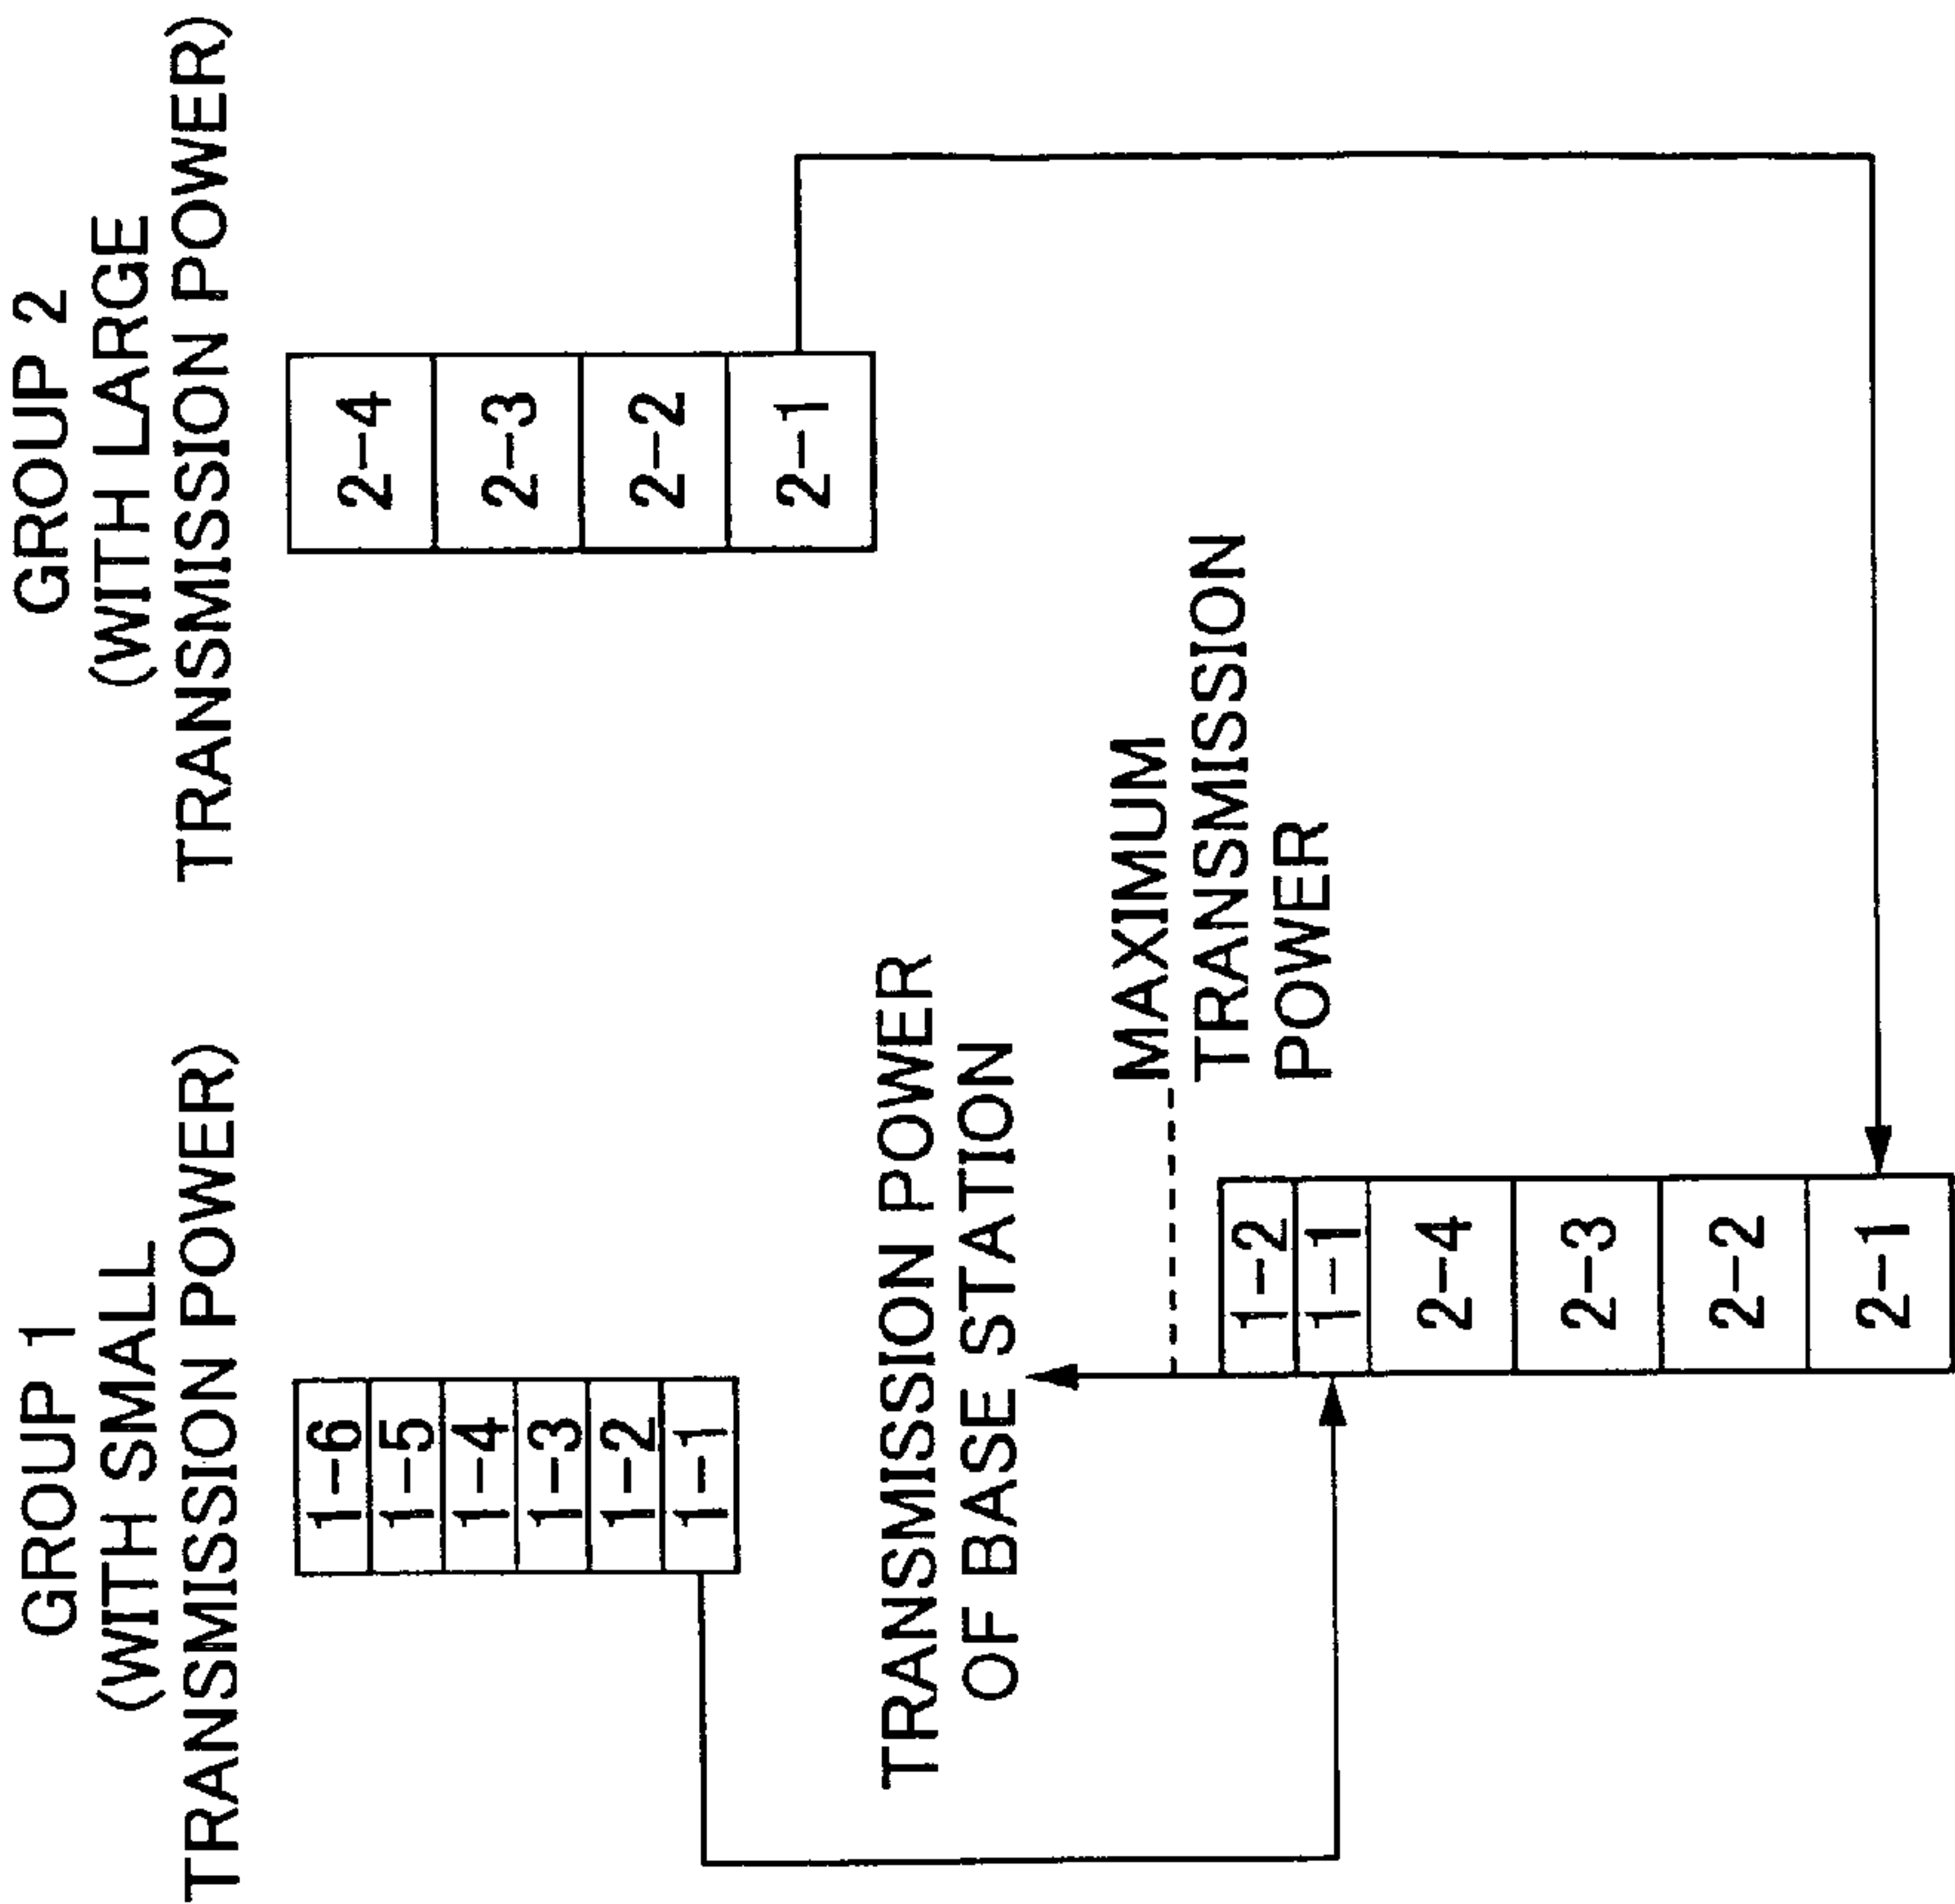 GROUP 1
(WITH SMALL
TRANSMISSION POWER)
1-6
1-5
1-4
1-3
1-2
1-1
GROUP 2
(WITH LARGE
TRANSMISSION POWER)
2-4
2-3
2-2
2-1
TRANSMISSION POWER
OF BASE STATION
MAXIMUM
TRANSMISSION
POWER
1-2
1-1
2-4
2-3
2-2
2-1